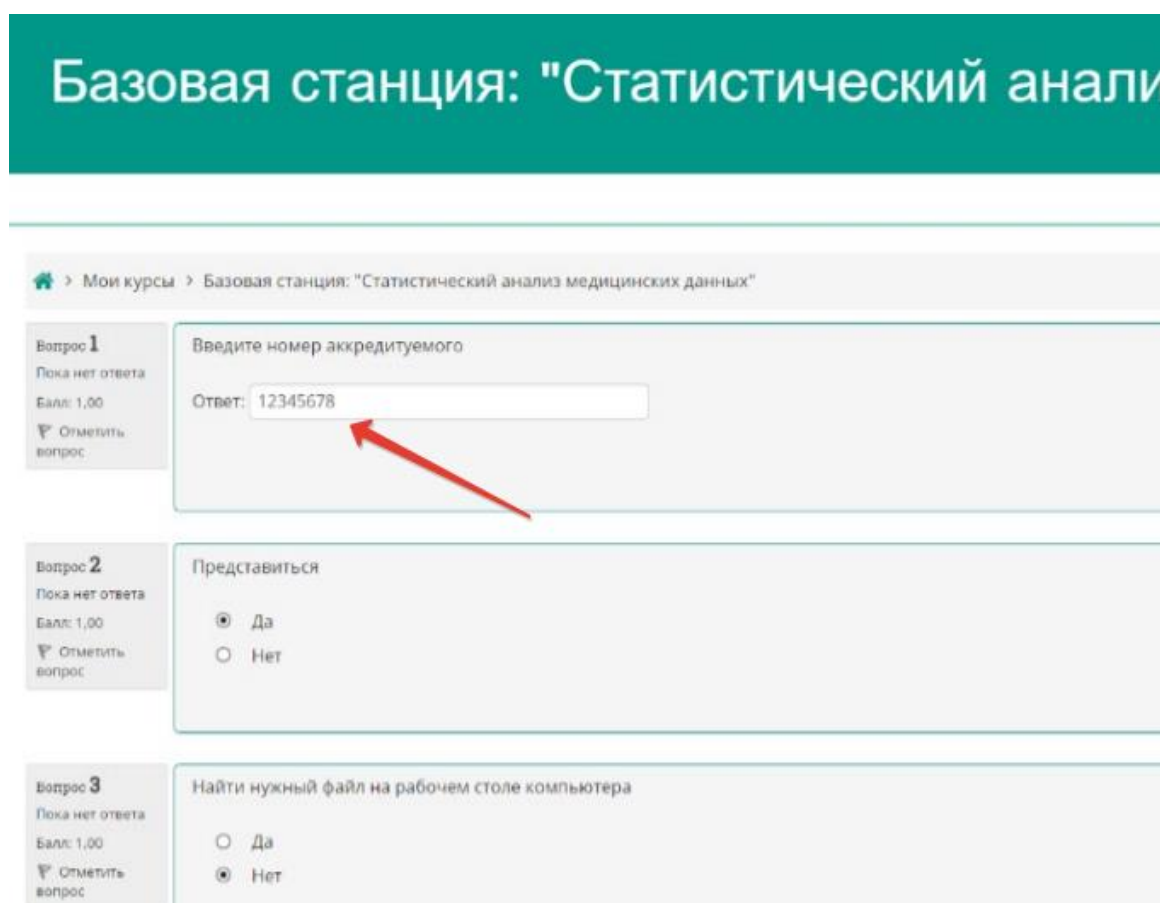 Базовая станция: "Статистический анали
> Мои курсы > Базовая станция: "Статистический анализ медицинских данных"
Вопрос 1
Пока нет ответа
Балл: 1,00
Отметить
вопрос
Введите номер аккредитуемого
Ответ: 12345678
Вопрос 2
Пока нет ответа
Балл: 1,00
Отметить
вопрос
Представиться
Да
Нет
Вопрос 3
Пока нет ответа
Балл: 1,00
Отметить
вопрос
Найти нужный файл на рабочем столе компьютера
Да
Нет